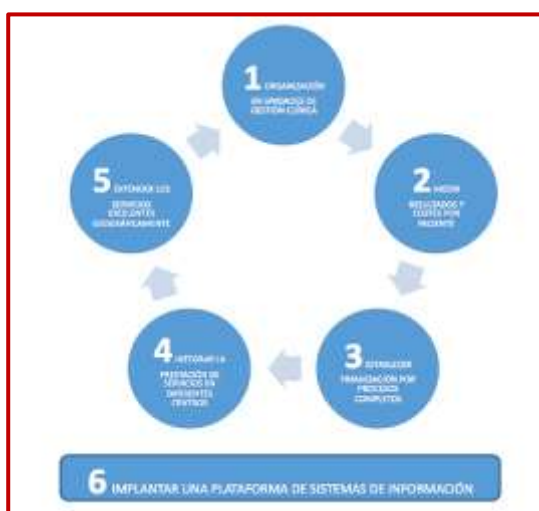 1 ORGANIZACIÓN
EN UNIDADES DE
GESTIÓN CLÍNICA
2 MEDIR
RESULTADOS Y
COSTES POR
PACIENTE
3 ESTABLECER
FINANCIACIÓN POR
PROCESOS
COMPLETOS
4 INTEGRAR LA
PRESTACIÓN DE
SERVICIOS EN
DIFERENTES
CENTROS
5 EXTENDER LOS
SERVICIOS
EXCELENTES
GEOGRÁFICAMENTE
6 IMPLANTAR UNA PLATAFORMA DE SISTEMAS DE INFORMACIÓN